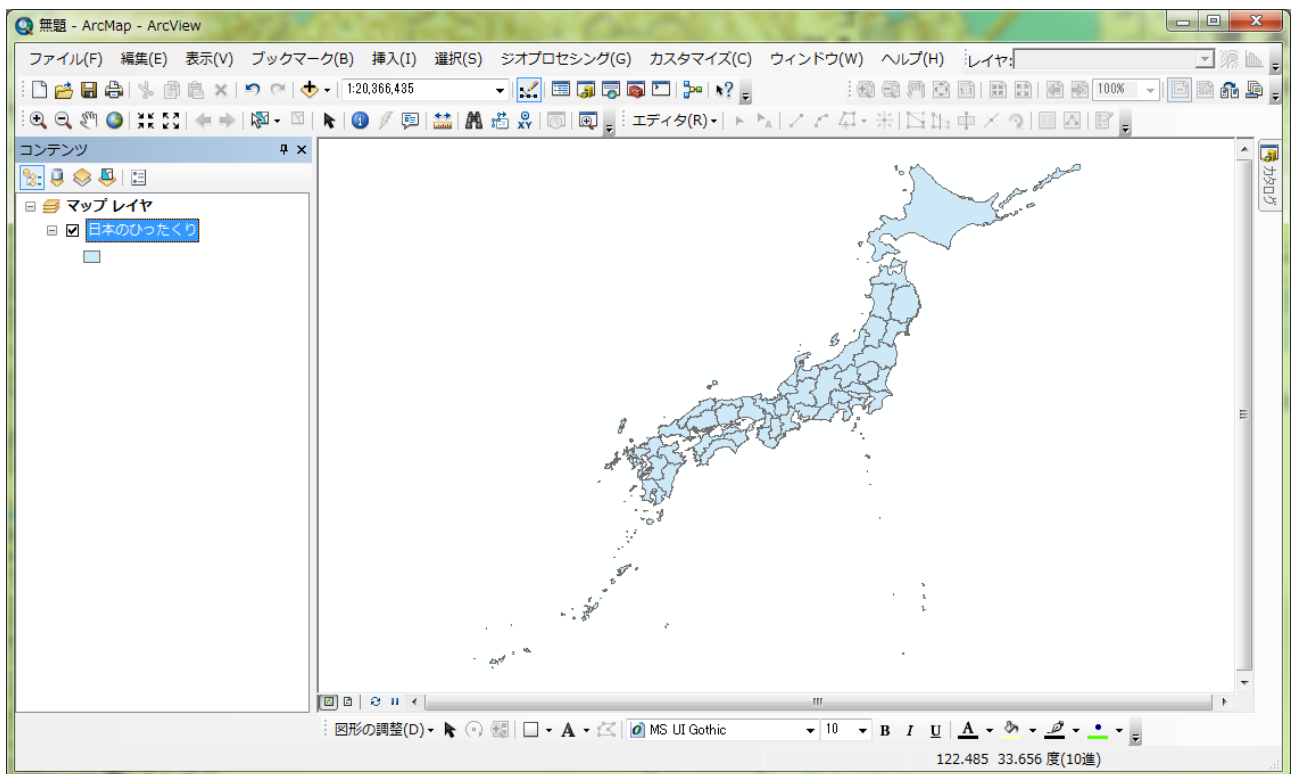 無題 - ArcMap - ArcView
ファイル(F) 編集(E) 表示(V) ブックマーク(B) 挿入(I) 選択(S) ジオプロセシング(G) カスタマイズ(C) ウィンドウ(W) ヘルプ(H) レイヤ:
1:20,366,435 100%
エディタ(R)
コンテンツ
カタログ
マップ レイヤ
日本のひったくり
図形の調整(D) A MS UI Gothic 10 B I U A
122.485 33.656 度(10進)